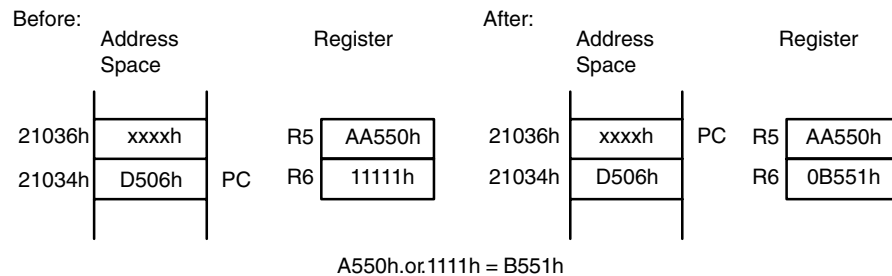 Before:
Address
Space
Register
21036h xxxxh R5 AA550h
21034h D506h PC R6 11111h
After:
Address
Space
Register
21036h xxxxh PC R5 AA550h
21034h D506h R6 0B551h
A550h.or.1111h = B551h